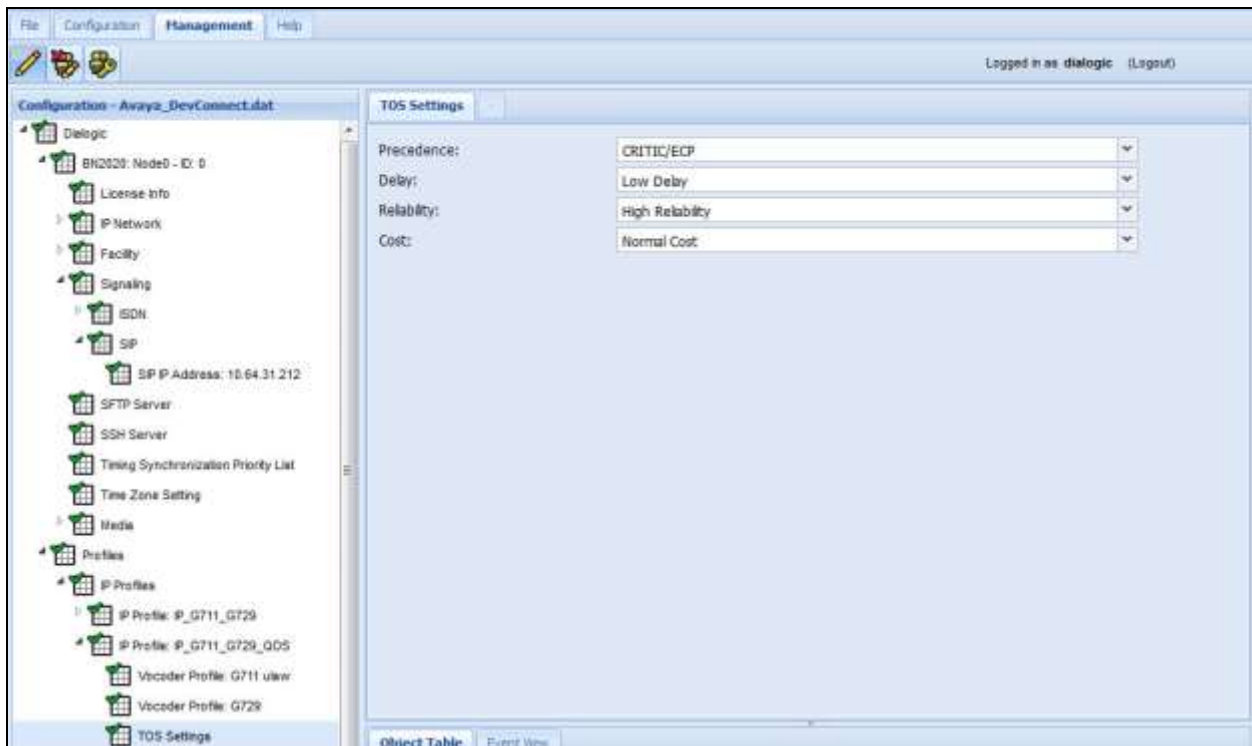 File Configuration Management Help
Logged in as dialogic (Logout)
Configuration - Avaya_DevConnect.dat
Dialogic
BN2020: Node0 - ID: 0
License Info
IP Network
Facility
Signaling
ISDN
SIP
SIP IP Address: 10.64.31.212
SFTP Server
SSH Server
Timing Synchronization Priority List
Time Zone Setting
Media
Profiles
IP Profiles
IP Profile: IP_G711_G729
IP Profile: IP_G711_G729_QOS
Vocoder Profile: G711 ulaw
Vocoder Profile: G729
TOS Settings
TOS Settings
Precedence: CRITIC/ECP
Delay: Low Delay
Reliability: High Reliability
Cost: Normal Cost
Object Table Event View